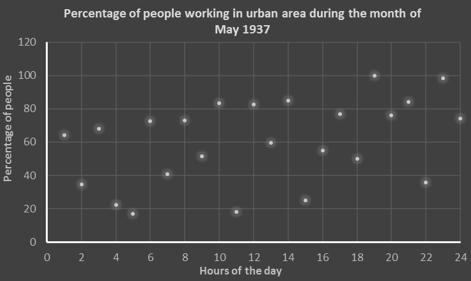 Percentage of people working in urban area during the month of
May 1937
120
100
80
60
40
20
0
Percentage of people
0 2 4 6 8 10 12 14 16 18 20 22 24
Hours of the day